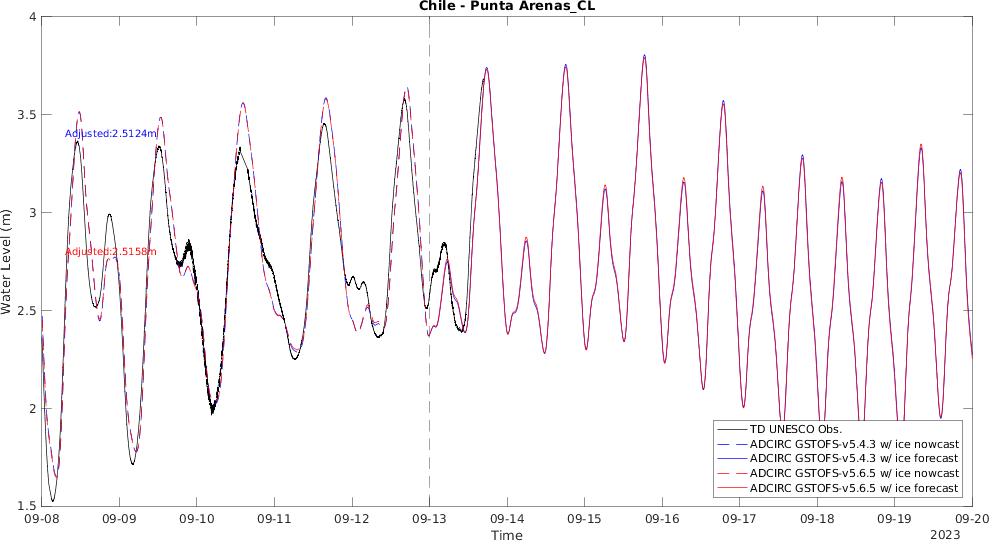 Chile - Punta Arenas_CL
4
3.5
3
2.5
2
1.5
Water Level (m)
Adjusted:2.5124m
Adjusted:2.5158m
TD UNESCO Obs.
ADCIRC GSTOFS-v5.4.3 w/ ice nowcast
ADCIRC GSTOFS-v5.4.3 w/ ice forecast
ADCIRC GSTOFS-v5.6.5 w/ ice nowcast
ADCIRC GSTOFS-v5.6.5 w/ ice forecast
09-08 09-09 09-10 09-11 09-12 09-13 09-14 09-15 09-16 09-17 09-18 09-19 09-20
Time
2023